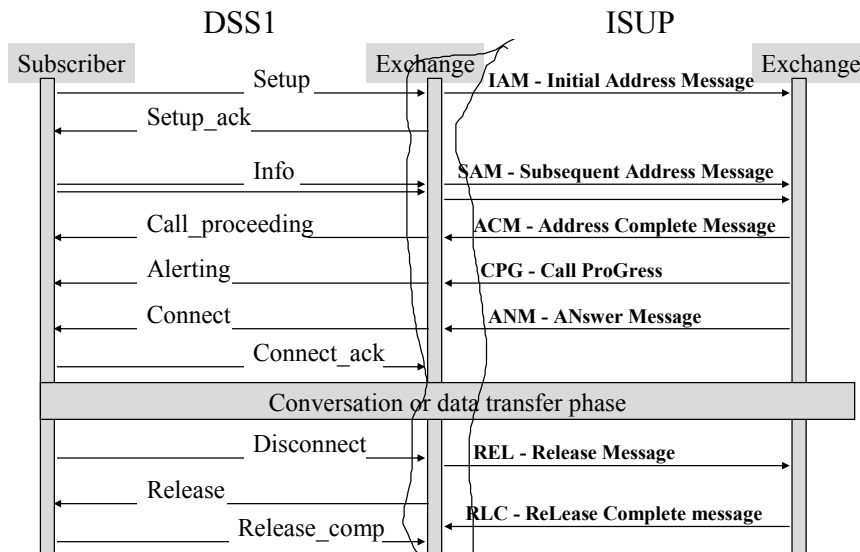 DSS1 ISUP
Subscriber Exchange Exchange
Setup IAM - Initial Address Message
Setup_ack
Info SAM - Subsequent Address Message
Call_proceeding ACM - Address Complete Message
Alerting CPG - Call ProGress
Connect ANM - ANswer Message
Connect_ack
Conversation or data transfer phase
Disconnect REL - Release Message
Release RLC - ReLease Complete message
Release_comp